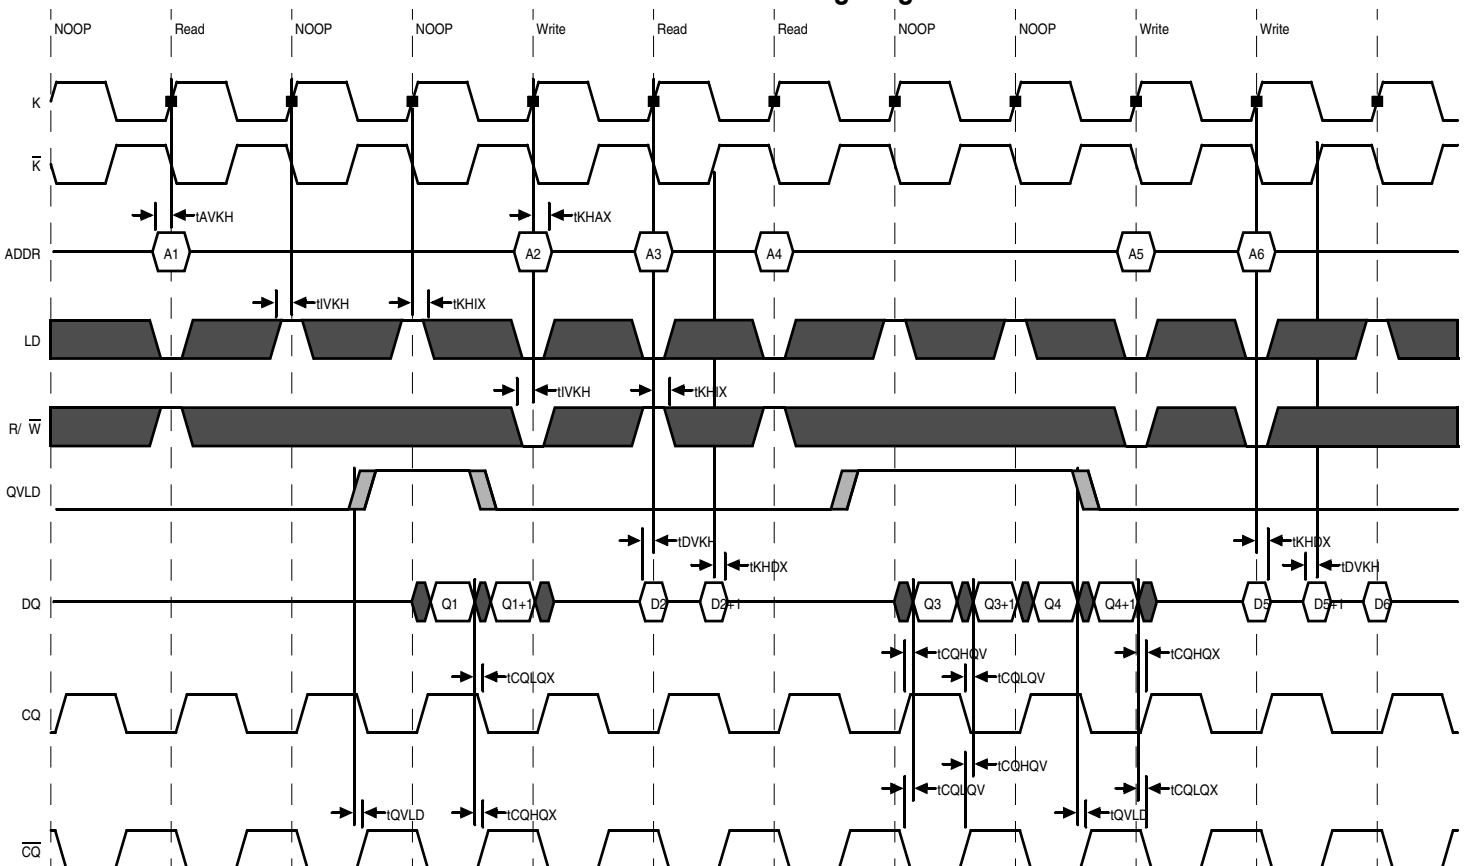 NOOP Read NOOP NOOP Write Read Read NOOP NOOP Write Write
K
K̅
tAVKH tKHAX
ADDR A1 A2 A3 A4 A5 A6
tIVKH tKHIX
LD
tIVKH tKHIX
R/ W̅
QVLD
tDVKH tKHDX
tKHDX tDVKH
DQ Q1 Q1+1 D2 D2+1 Q3 Q3+1 Q4 Q4+1 D5 D5+1 D6
tCQHQV tCQHQX
tCQLQX tCQLQV
CQ
tCQHQV
tCQLQV tCQLQX
tQVLD tCQHQX tQVLD
C̅Q̅